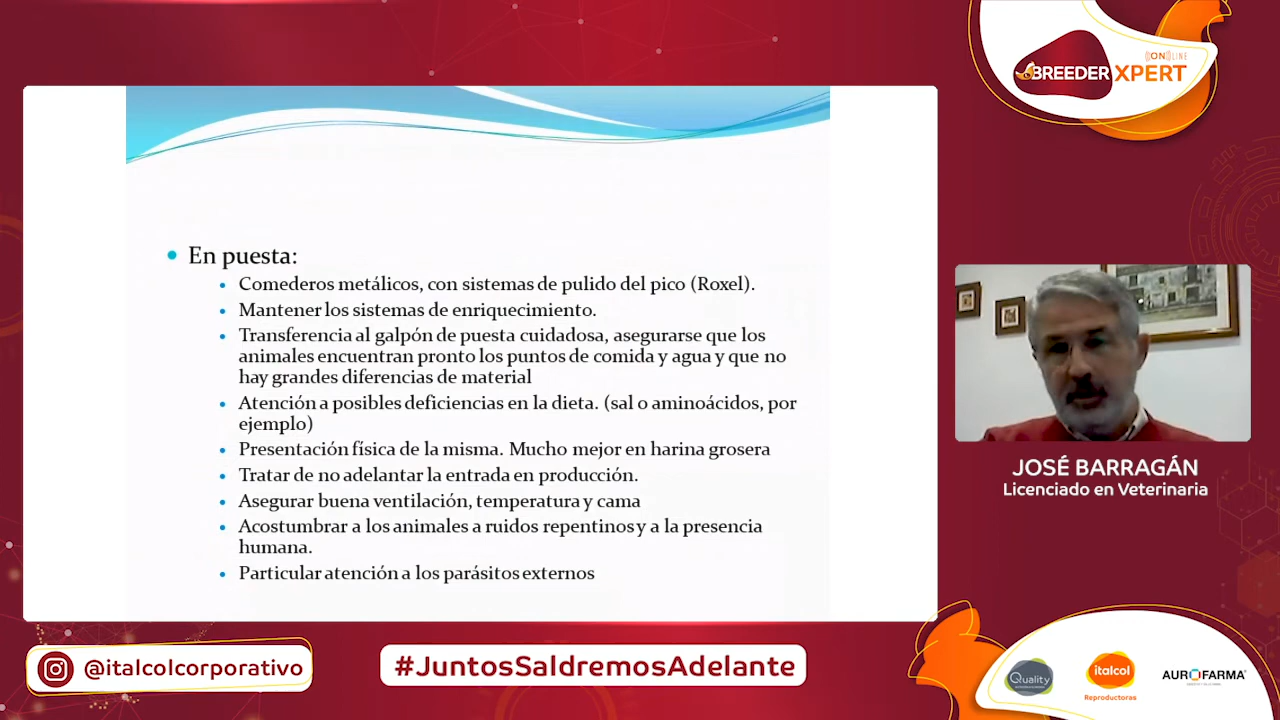 ((ON))LINE
BREEDER XPERT
En puesta:
Comederos metálicos, con sistemas de pulido del pico (Roxel).
Mantener los sistemas de enriquecimiento.
Transferencia al galpón de puesta cuidadosa, asegurarse que los
animales encuentran pronto los puntos de comida y agua y que no
hay grandes diferencias de material
Atención a posibles deficiencias en la dieta. (sal o aminoácidos, por
ejemplo)
Presentación física de la misma. Mucho mejor en harina grosera
Tratar de no adelantar la entrada en producción.
Asegurar buena ventilación, temperatura y cama
Acostumbrar a los animales a ruidos repentinos y a la presencia
humana.
Particular atención a los parásitos externos
JOSÉ BARRAGÁN
Licenciado en Veterinaria
@italcolcorporativo
#JuntosSaldremosAdelante
Quality
italcol
Reproductoras
AUROFARMA